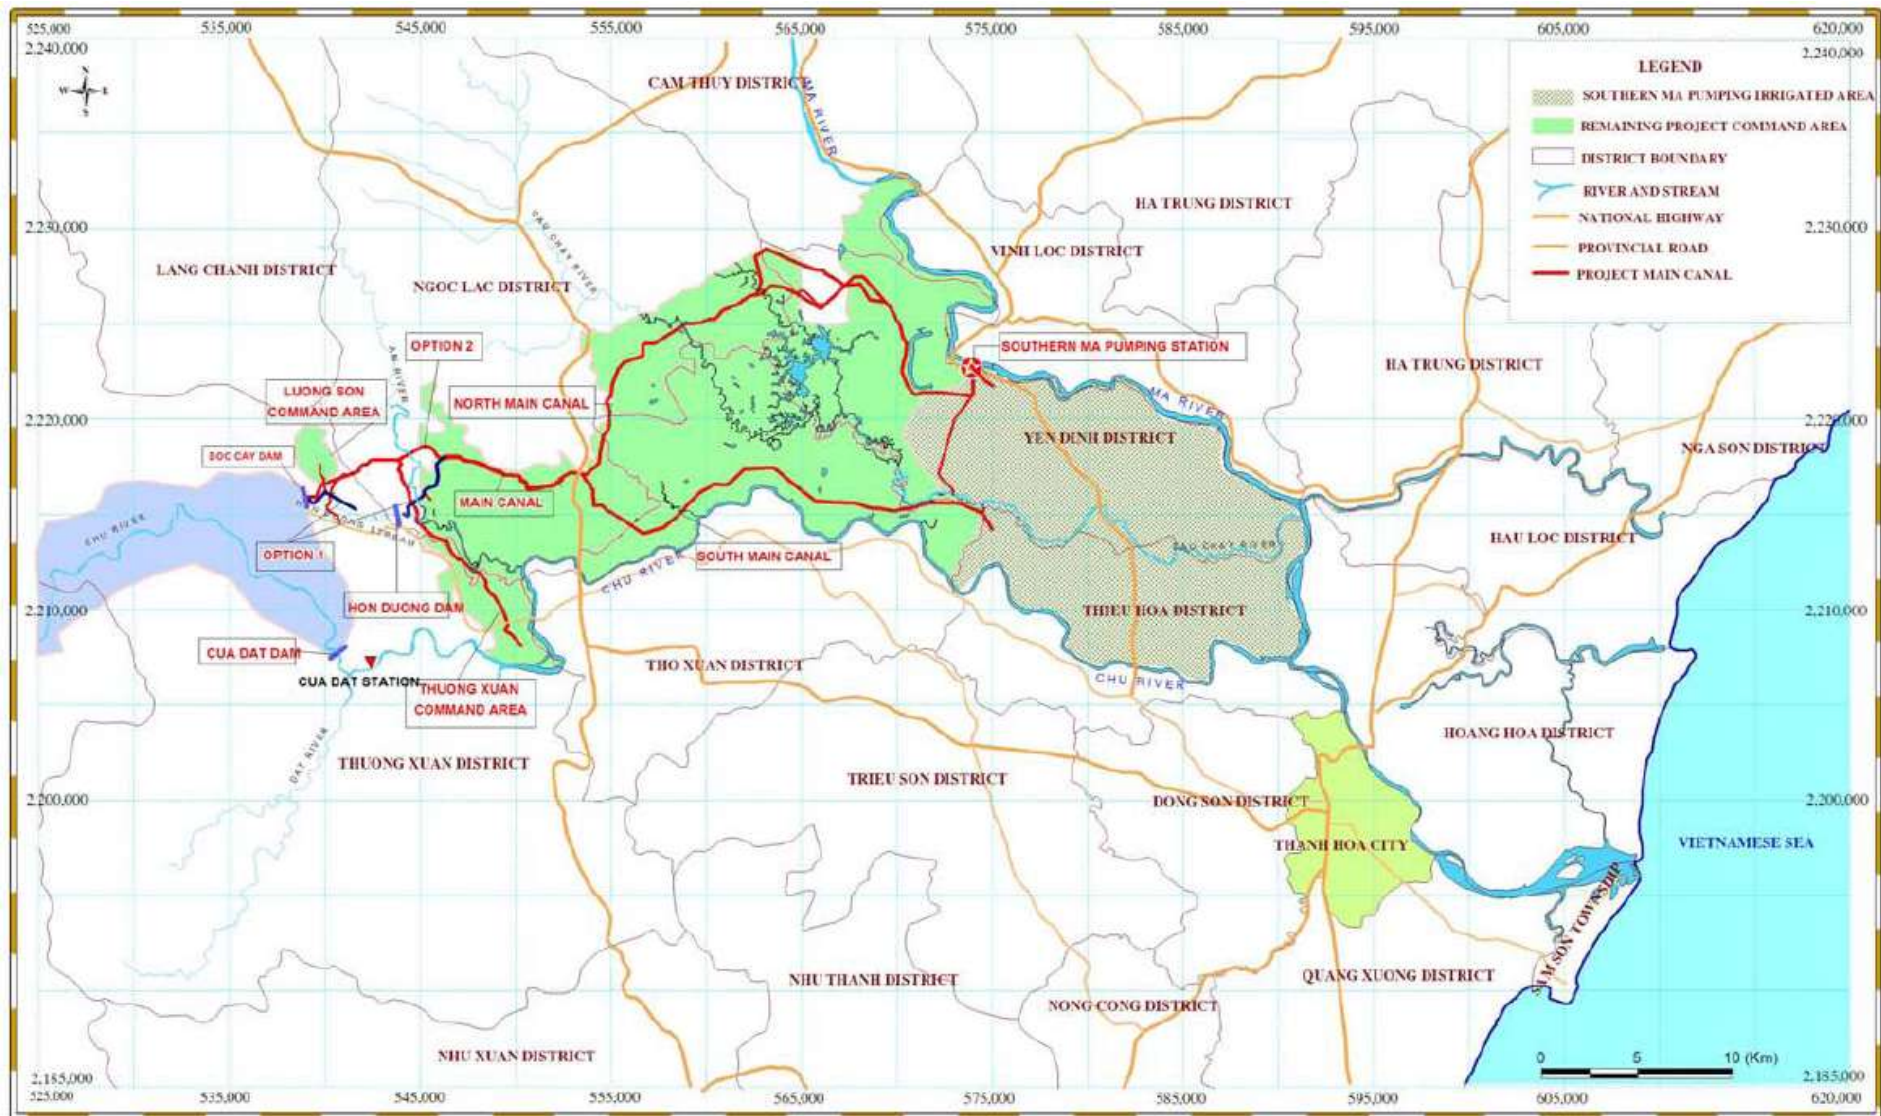 525,000 535,000 545,000 555,000 565,000 575,000 585,000 595,000 605,000 620,000
2.240,000 2.240,000
N
W E
S
LEGEND
SOUTHERN MA PUMPING IRRIGATED AREA
REMAINING PROJECT COMMAND AREA
DISTRICT BOUNDARY
RIVER AND STREAM
NATIONAL HIGHWAY
PROVINCIAL ROAD
PROJECT MAIN CANAL
CAM THUY DISTRICT
MA RIVER
HA TRUNG DISTRICT
2.230,000 2.230,000
VINH LOC DISTRICT
LANG CHANH DISTRICT
NGOC LAC DISTRICT
CAU CHAY RIVER
OPTION 2
SOUTHERN MA PUMPING STATION
AN RIVER
HA TRUNG DISTRICT
LUONG SON
COMMAND AREA
NORTH MAIN CANAL
MA RIVER
2.220,000 2.220,000
YEN DINH DISTRICT
NGA SON DISTRICT
BOC CAY DAM
MAIN CANAL
CHU RIVER
OPTION 1
SOUTH MAIN CANAL
CAU CHAY RIVER
HAU LOC DISTRICT
CHU RIVER
HON DUONG DAM
THIEU HOA DISTRICT
2.210,000 2.210,000
CUA DAT DAM
THO XUAN DISTRICT
CUA DAT STATION
CHU RIVER
THUONG XUAN
COMMAND AREA
HOANG HOA DISTRICT
DAT RIVER
THUONG XUAN DISTRICT
TRIEU SON DISTRICT
DONG SON DISTRICT
2.200,000 2.200,000
THANH HOA CITY
VIETNAMESE SEA
SAM SON TOWNSHIP
NHU THANH DISTRICT
QUANG XUONG DISTRICT
NONG CONG DISTRICT
NHU XUAN DISTRICT
0 5 10 (Km)
2.185,000 2.185,000
525,000 535,000 545,000 555,000 565,000 575,000 585,000 595,000 605,000 620,000